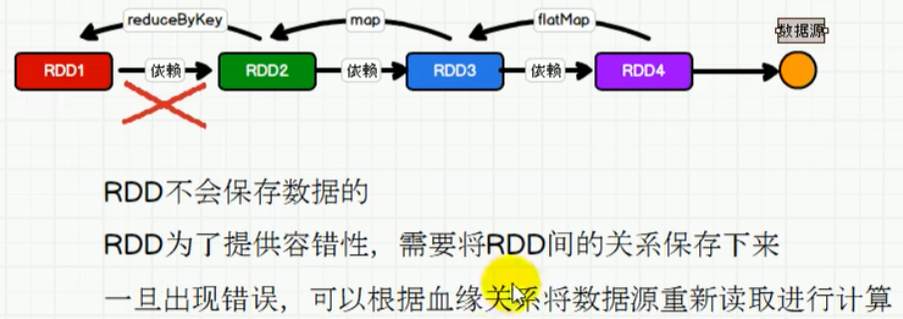 reduceByKey
map
flatMap
数据源
RDD1
依赖
RDD2
依赖
RDD3
依赖
RDD4
RDD不会保存数据的
RDD为了提供容错性，需要将RDD间的关系保存下来
一旦出现错误，可以根据血缘关系将数据源重新读取进行计算